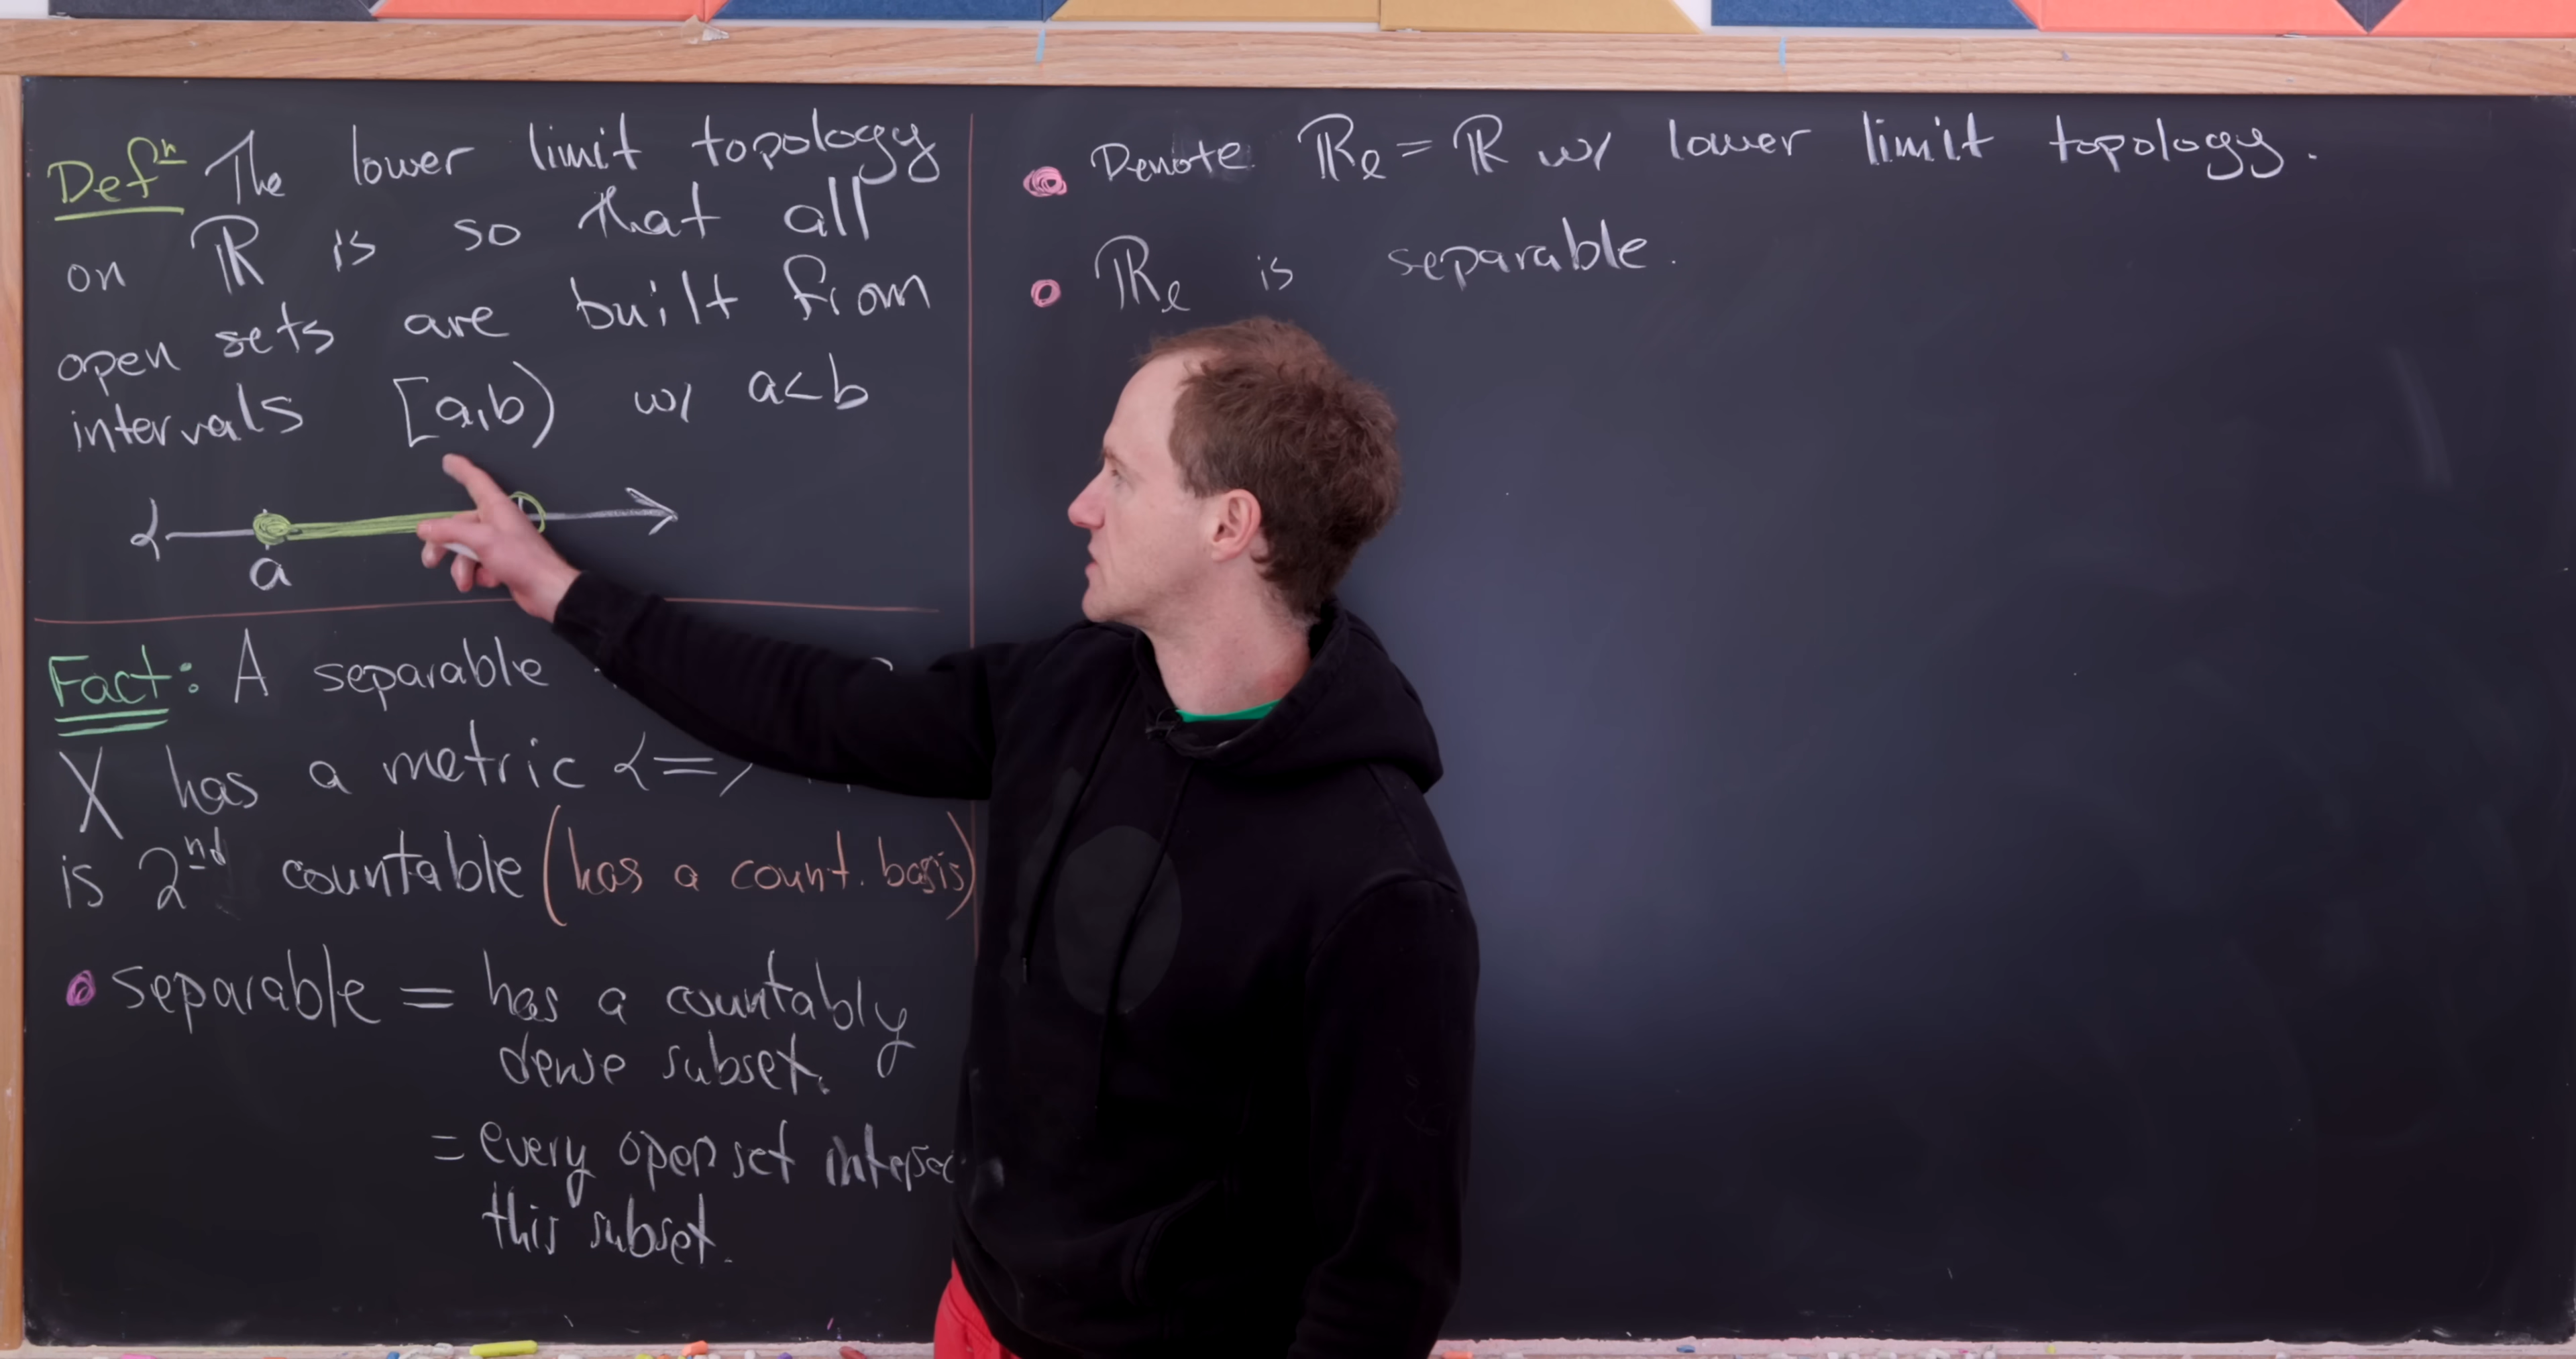 Defⁿ The lower limit topology
on ℝ is so that all
open sets are built from
intervals [a,b) w/ a<b
a
Fact: A separable
X has a metric <=>
is 2nd countable (has a count. basis)
• separable = has a countably
dense subset.
= every open set
this subset.
• Denote ℝₗ = ℝ w/ lower limit topology.
• ℝₗ is separable.